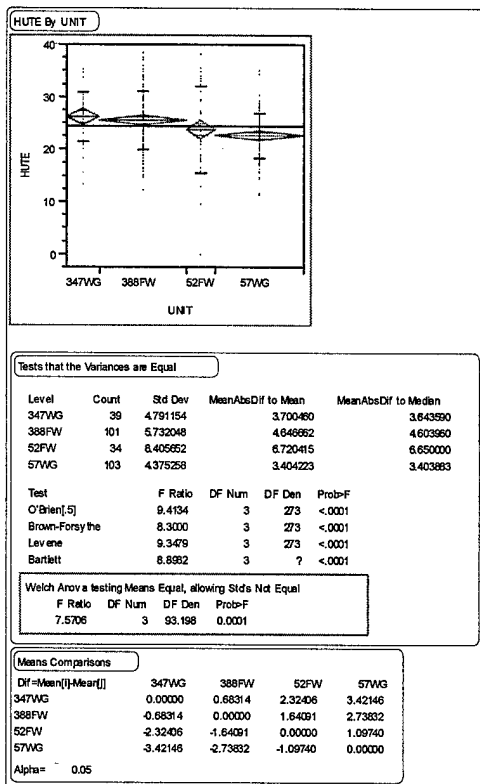 HUTE By UNIT
40
30
20
10
0
HUTE
347WG 388FW 52FW 57WG
UNIT
Tests that the Variances are Equal
Level Count Std Dev MeanAbsDif to Mean MeanAbsDif to Median
347WG 39 4.791154 3.700460 3.643590
388FW 101 5.732048 4.646662 4.603960
52FW 34 8.405652 6.720415 6.650000
57WG 103 4.375258 3.404223 3.403883
Test F Ratio DF Num DF Den Prob>F
O'Brien[.5] 9.4134 3 273 <.0001
Brown-Forsythe 8.3000 3 273 <.0001
Levene 9.3479 3 273 <.0001
Bartlett 8.8982 3 ? <.0001
Welch Anova testing Means Equal, allowing Std's Not Equal
F Ratio DF Num DF Den Prob>F
7.5706 3 93.198 0.0001
Means Comparisons
Dif=Mean[i]-Mean[j] 347WG 388FW 52FW 57WG
347WG 0.00000 0.68314 2.32406 3.42146
388FW -0.68314 0.00000 1.64091 2.73832
52FW -2.32406 -1.64091 0.00000 1.09740
57WG -3.42146 -2.73832 -1.09740 0.00000
Alpha= 0.05